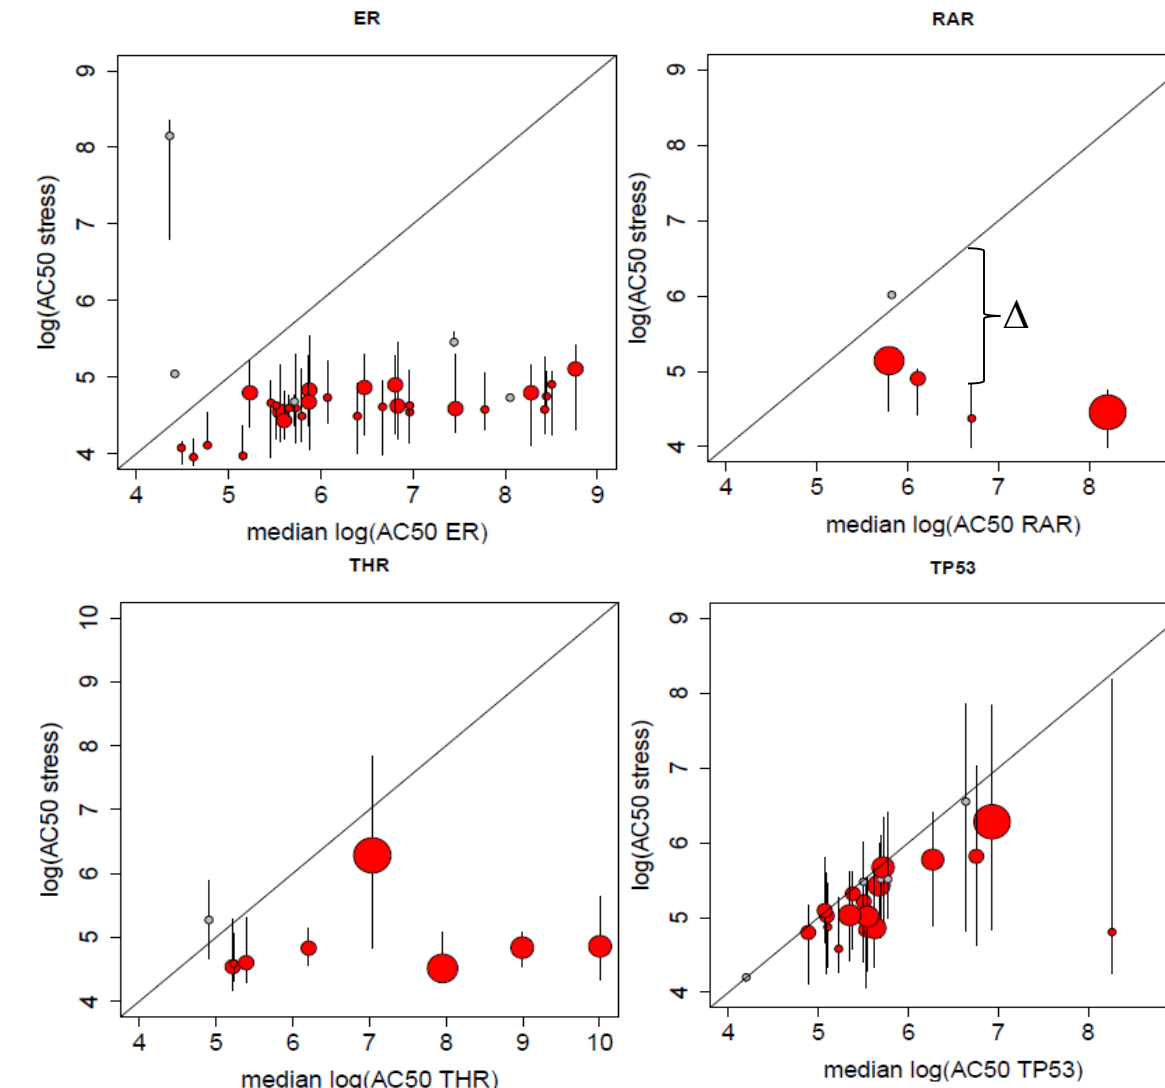 ER
9
8
7
6
5
4
log(AC50 stress)
4 5 6 7 8 9
median log(AC50 ER)
RAR
9
8
7
6
5
4
log(AC50 stress)
Δ
4 5 6 7 8
median log(AC50 RAR)
THR
10
9
8
7
6
5
4
log(AC50 stress)
4 5 6 7 8 9 10
median log(AC50 THR)
TP53
9
8
7
6
5
4
log(AC50 stress)
4 5 6 7 8
median log(AC50 TP53)